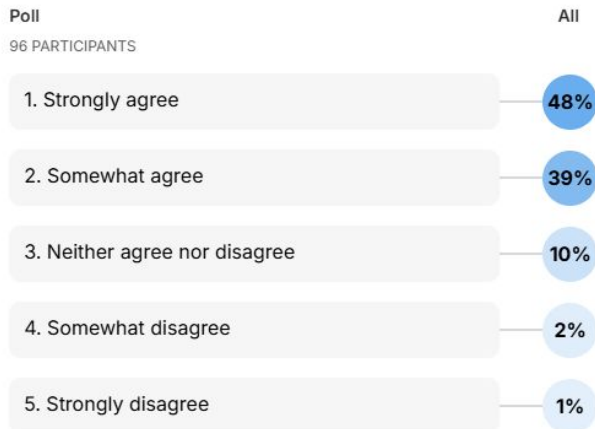 Poll All
96 PARTICIPANTS
1. Strongly agree 48%
2. Somewhat agree 39%
3. Neither agree nor disagree 10%
4. Somewhat disagree 2%
5. Strongly disagree 1%